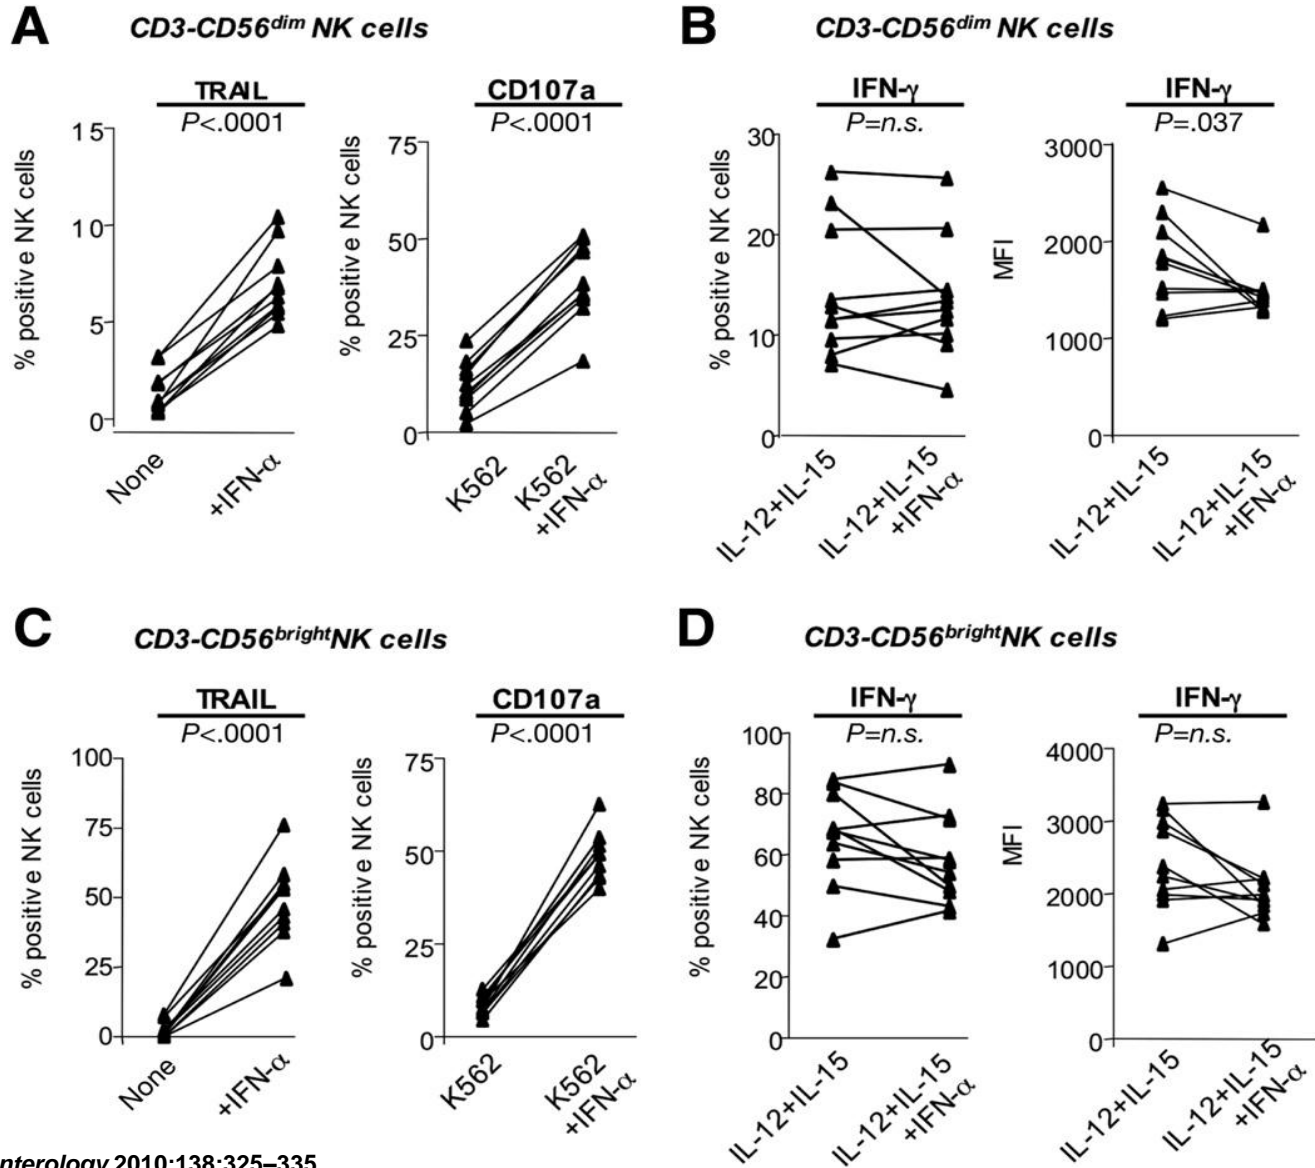 A
CD3-CD56dim NK cells
TRAIL
P<.0001
% positive NK cells
15
10
5
0
None
+IFN-α
CD107a
P<.0001
% positive NK cells
75
50
25
0
K562
K562
+IFN-α
B
CD3-CD56dim NK cells
IFN-γ
P=n.s.
% positive NK cells
30
20
10
0
IL-12+IL-15
IL-12+IL-15
+IFN-α
IFN-γ
P=.037
MFI
3000
2000
1000
0
IL-12+IL-15
IL-12+IL-15
+IFN-α
C
CD3-CD56brightNK cells
TRAIL
P<.0001
% positive NK cells
100
75
50
25
0
None
+IFN-α
CD107a
P<.0001
% positive NK cells
75
50
25
0
K562
K562
+IFN-α
D
CD3-CD56brightNK cells
IFN-γ
P=n.s.
% positive NK cells
100
80
60
40
20
0
IL-12+IL-15
IL-12+IL-15
+IFN-α
IFN-γ
P=n.s.
MFI
4000
3000
2000
1000
0
IL-12+IL-15
IL-12+IL-15
+IFN-α
enterology 2010;138:325–335